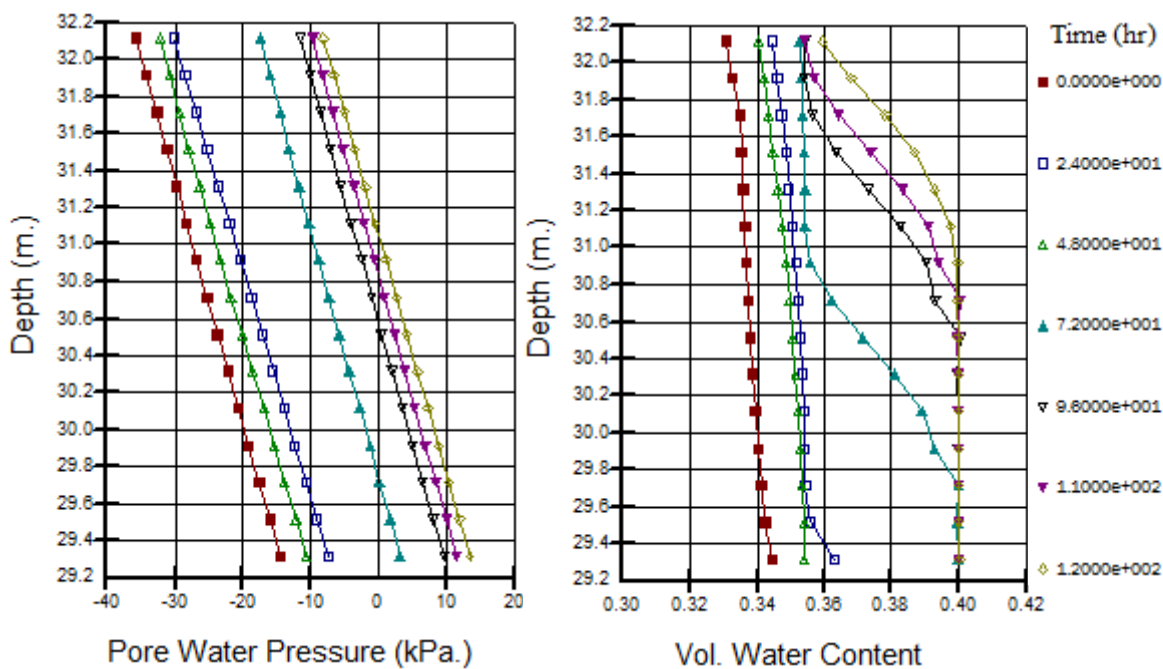 32.2
32.0
31.8
31.6
31.4
31.2
31.0
30.8
30.6
30.4
30.2
30.0
29.8
29.6
29.4
29.2
Depth (m.)
-40 -30 -20 -10 0 10 20
Pore Water Pressure (kPa.)
32.2
32.0
31.8
31.6
31.4
31.2
31.0
30.8
30.6
30.4
30.2
30.0
29.8
29.6
29.4
29.2
Depth (m.)
0.30 0.32 0.34 0.36 0.38 0.40 0.42
Vol. Water Content
Time (hr)
0.0000e+000
2.4000e+001
4.8000e+001
7.2000e+001
9.6000e+001
1.1000e+002
1.2000e+002